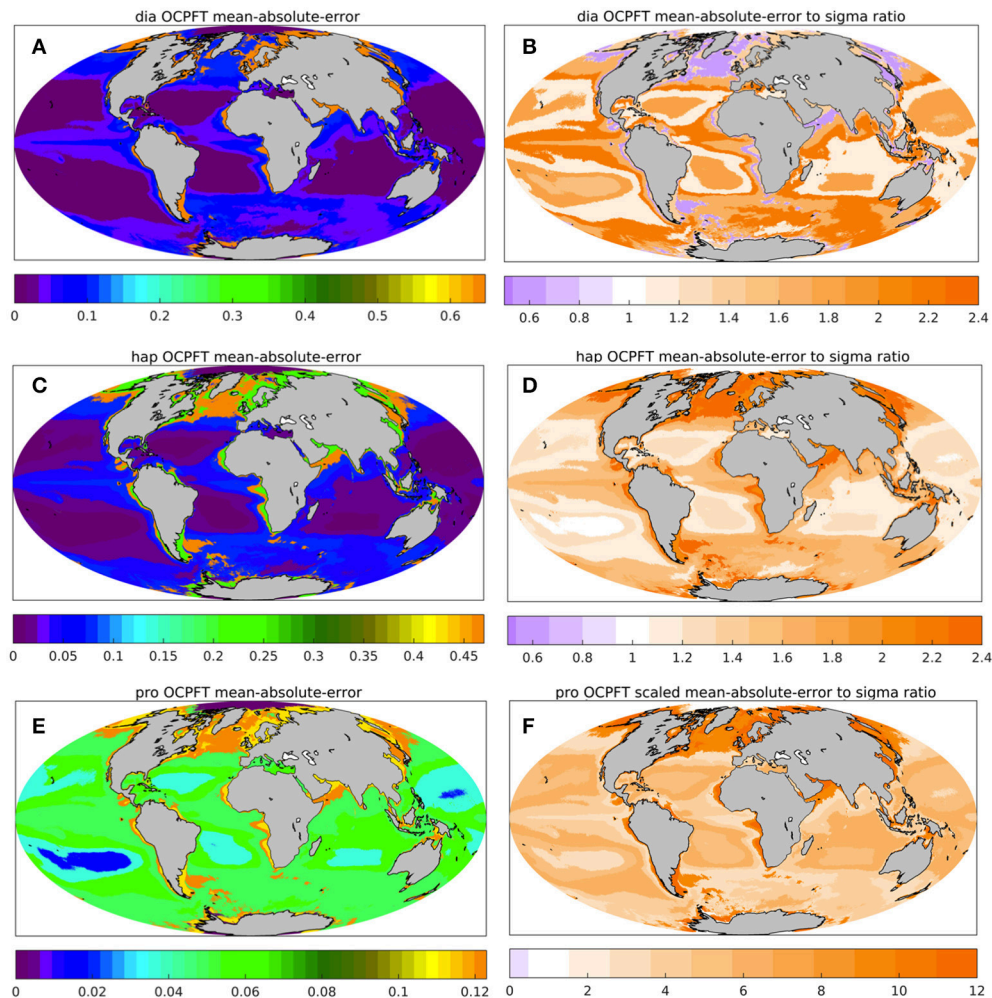 dia OCPFT mean-absolute-error
dia OCPFT mean-absolute-error to sigma ratio
A
B
0 0.1 0.2 0.3 0.4 0.5 0.6
0.6 0.8 1 1.2 1.4 1.6 1.8 2 2.2 2.4
hap OCPFT mean-absolute-error
hap OCPFT mean-absolute-error to sigma ratio
C
D
0 0.05 0.1 0.15 0.2 0.25 0.3 0.35 0.4 0.45
0.6 0.8 1 1.2 1.4 1.6 1.8 2 2.2 2.4
pro OCPFT mean-absolute-error
pro OCPFT scaled mean-absolute-error to sigma ratio
E
F
0 0.02 0.04 0.06 0.08 0.1 0.12
0 2 4 6 8 10 12